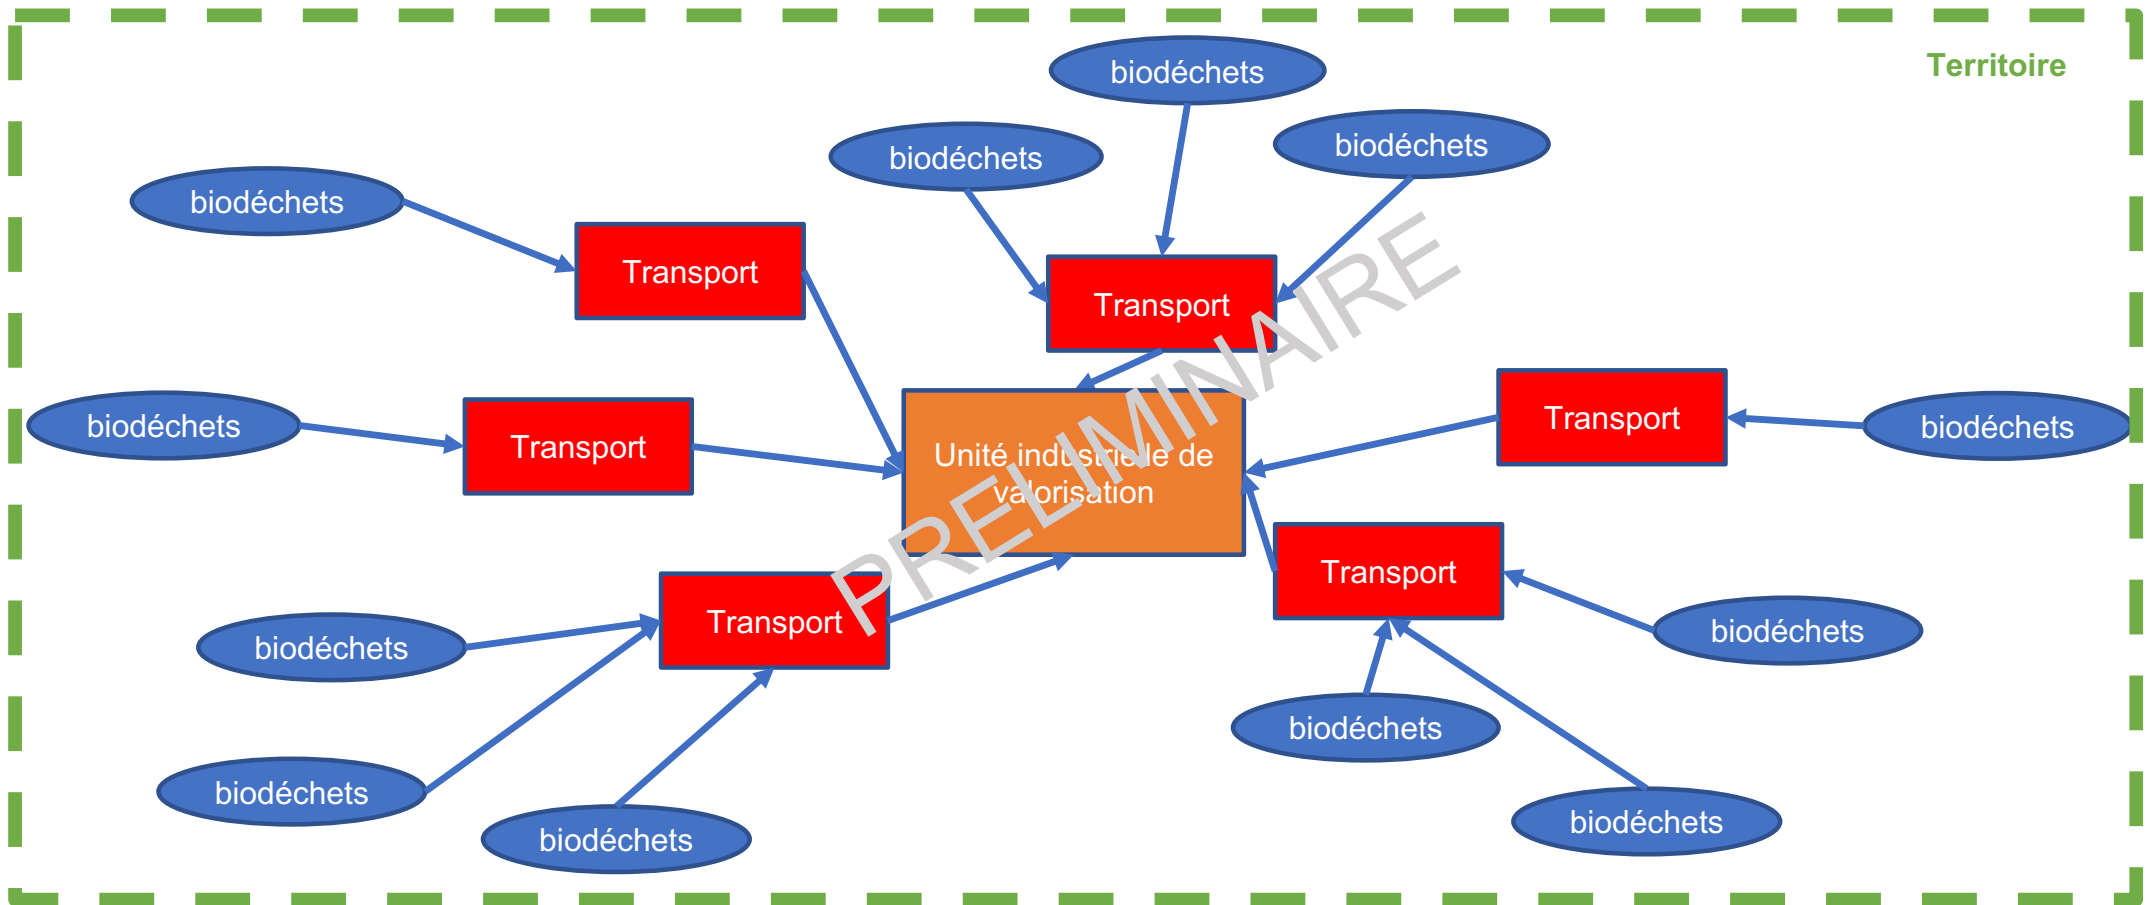 biodéchets
Territoire
biodéchets
biodéchets
biodéchets
Transport
Transport
biodéchets
Transport
Transport
biodéchets
biodéchets
Unité industrielle de
valorisation
PRELIMINAIRE
Transport
Transport
biodéchets
biodéchets
biodéchets
biodéchets
biodéchets
biodéchets